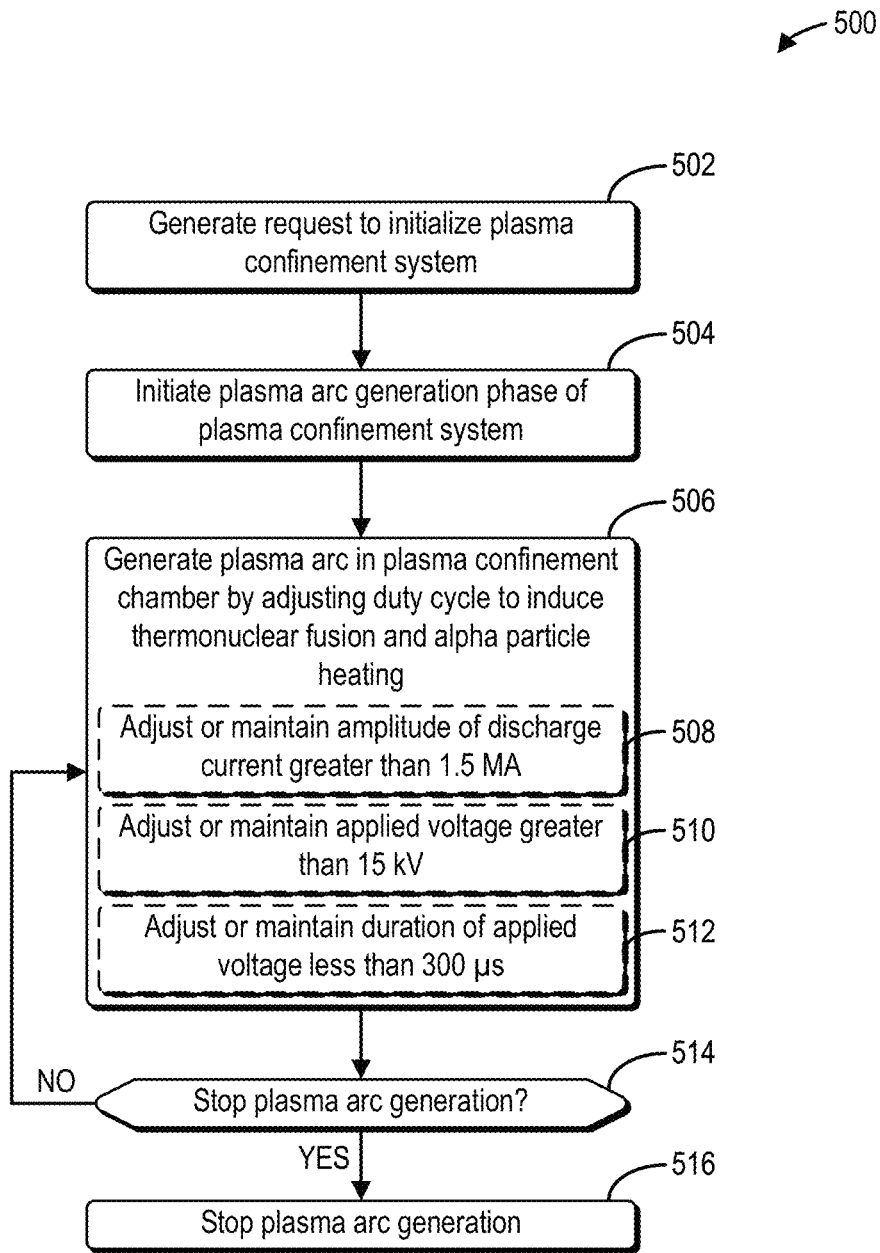 500
502
Generate request to initialize plasma
confinement system
504
Initiate plasma arc generation phase of
plasma confinement system
506
Generate plasma arc in plasma confinement
chamber by adjusting duty cycle to induce
thermonuclear fusion and alpha particle
heating
Adjust or maintain amplitude of discharge
current greater than 1.5 MA
508
Adjust or maintain applied voltage greater
than 15 kV
510
Adjust or maintain duration of applied
voltage less than 300 µs
512
514
NO
Stop plasma arc generation?
YES
516
Stop plasma arc generation